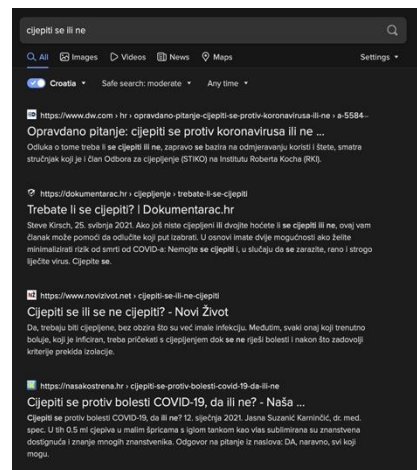 cijepiti se ili ne
All Images Videos News Maps Settings
Croatia Safe search: moderate Any time
https://www.dw.com › hr › opravdano-pitanje-cijepiti-se-protiv-koronavirusa-ili-ne › a-5584...
Opravdano pitanje: cijepiti se protiv koronavirusa ili ne ...
Odluka o tome treba li se cijepiti ili ne, zapravo se bazira na odmjeravanju koristi i štete, smatra
stručnjak koji je i član Odbora za cijepljenje (STIKO) na Institutu Roberta Kocha (RKI).
https://dokumentarac.hr › cijepljenje › trebate-li-se-cijepiti
Trebate li se cijepiti? | Dokumentarac.hr
Steve Kirsch, 25. svibnja 2021. Ako još niste cijepljeni ili dvojite hoćete li se cijepiti ili ne, ovaj vam
članak može pomoći da odlučite koji put izabrati. U osnovi imate dvije mogućnosti ako želite
minimalizirati rizik od smrti od COVID-a: Nemojte se cijepiti i, u slučaju da se zarazite, rano i strogo
liječite virus. Cijepite se.
https://www.novizivot.net › cijepiti-se-ili-se-ne-cijepiti
Cijepiti se ili se ne cijepiti? - Novi Život
Da, trebaju biti cijepljene, bez obzira što su već imale infekciju. Međutim, svaki onaj koji trenutno
boluje, koji je inficiran, treba pričekati s cijepljenjem dok se ne riješi bolesti i nakon što zadovolji
kriterije prekida izolacije.
https://nasakostrena.hr › cijepiti-se-protiv-bolesti-covid-19-da-ili-ne
Cijepiti se protiv bolesti COVID-19, da ili ne? - Naša ...
Cijepiti se protiv bolesti COVID-19, da ili ne? 12. siječnja 2021. Jasna Suzanić Karninčić, dr. med.
spec. U tih 0.5 ml cjepiva u malim špricama s iglom tankom kao vlas sublimirana su znanstvena
dostignuća i znanje mnogih znanstvenika. Odgovor na pitanje iz naslova: DA, naravno, svi koji
mogu.